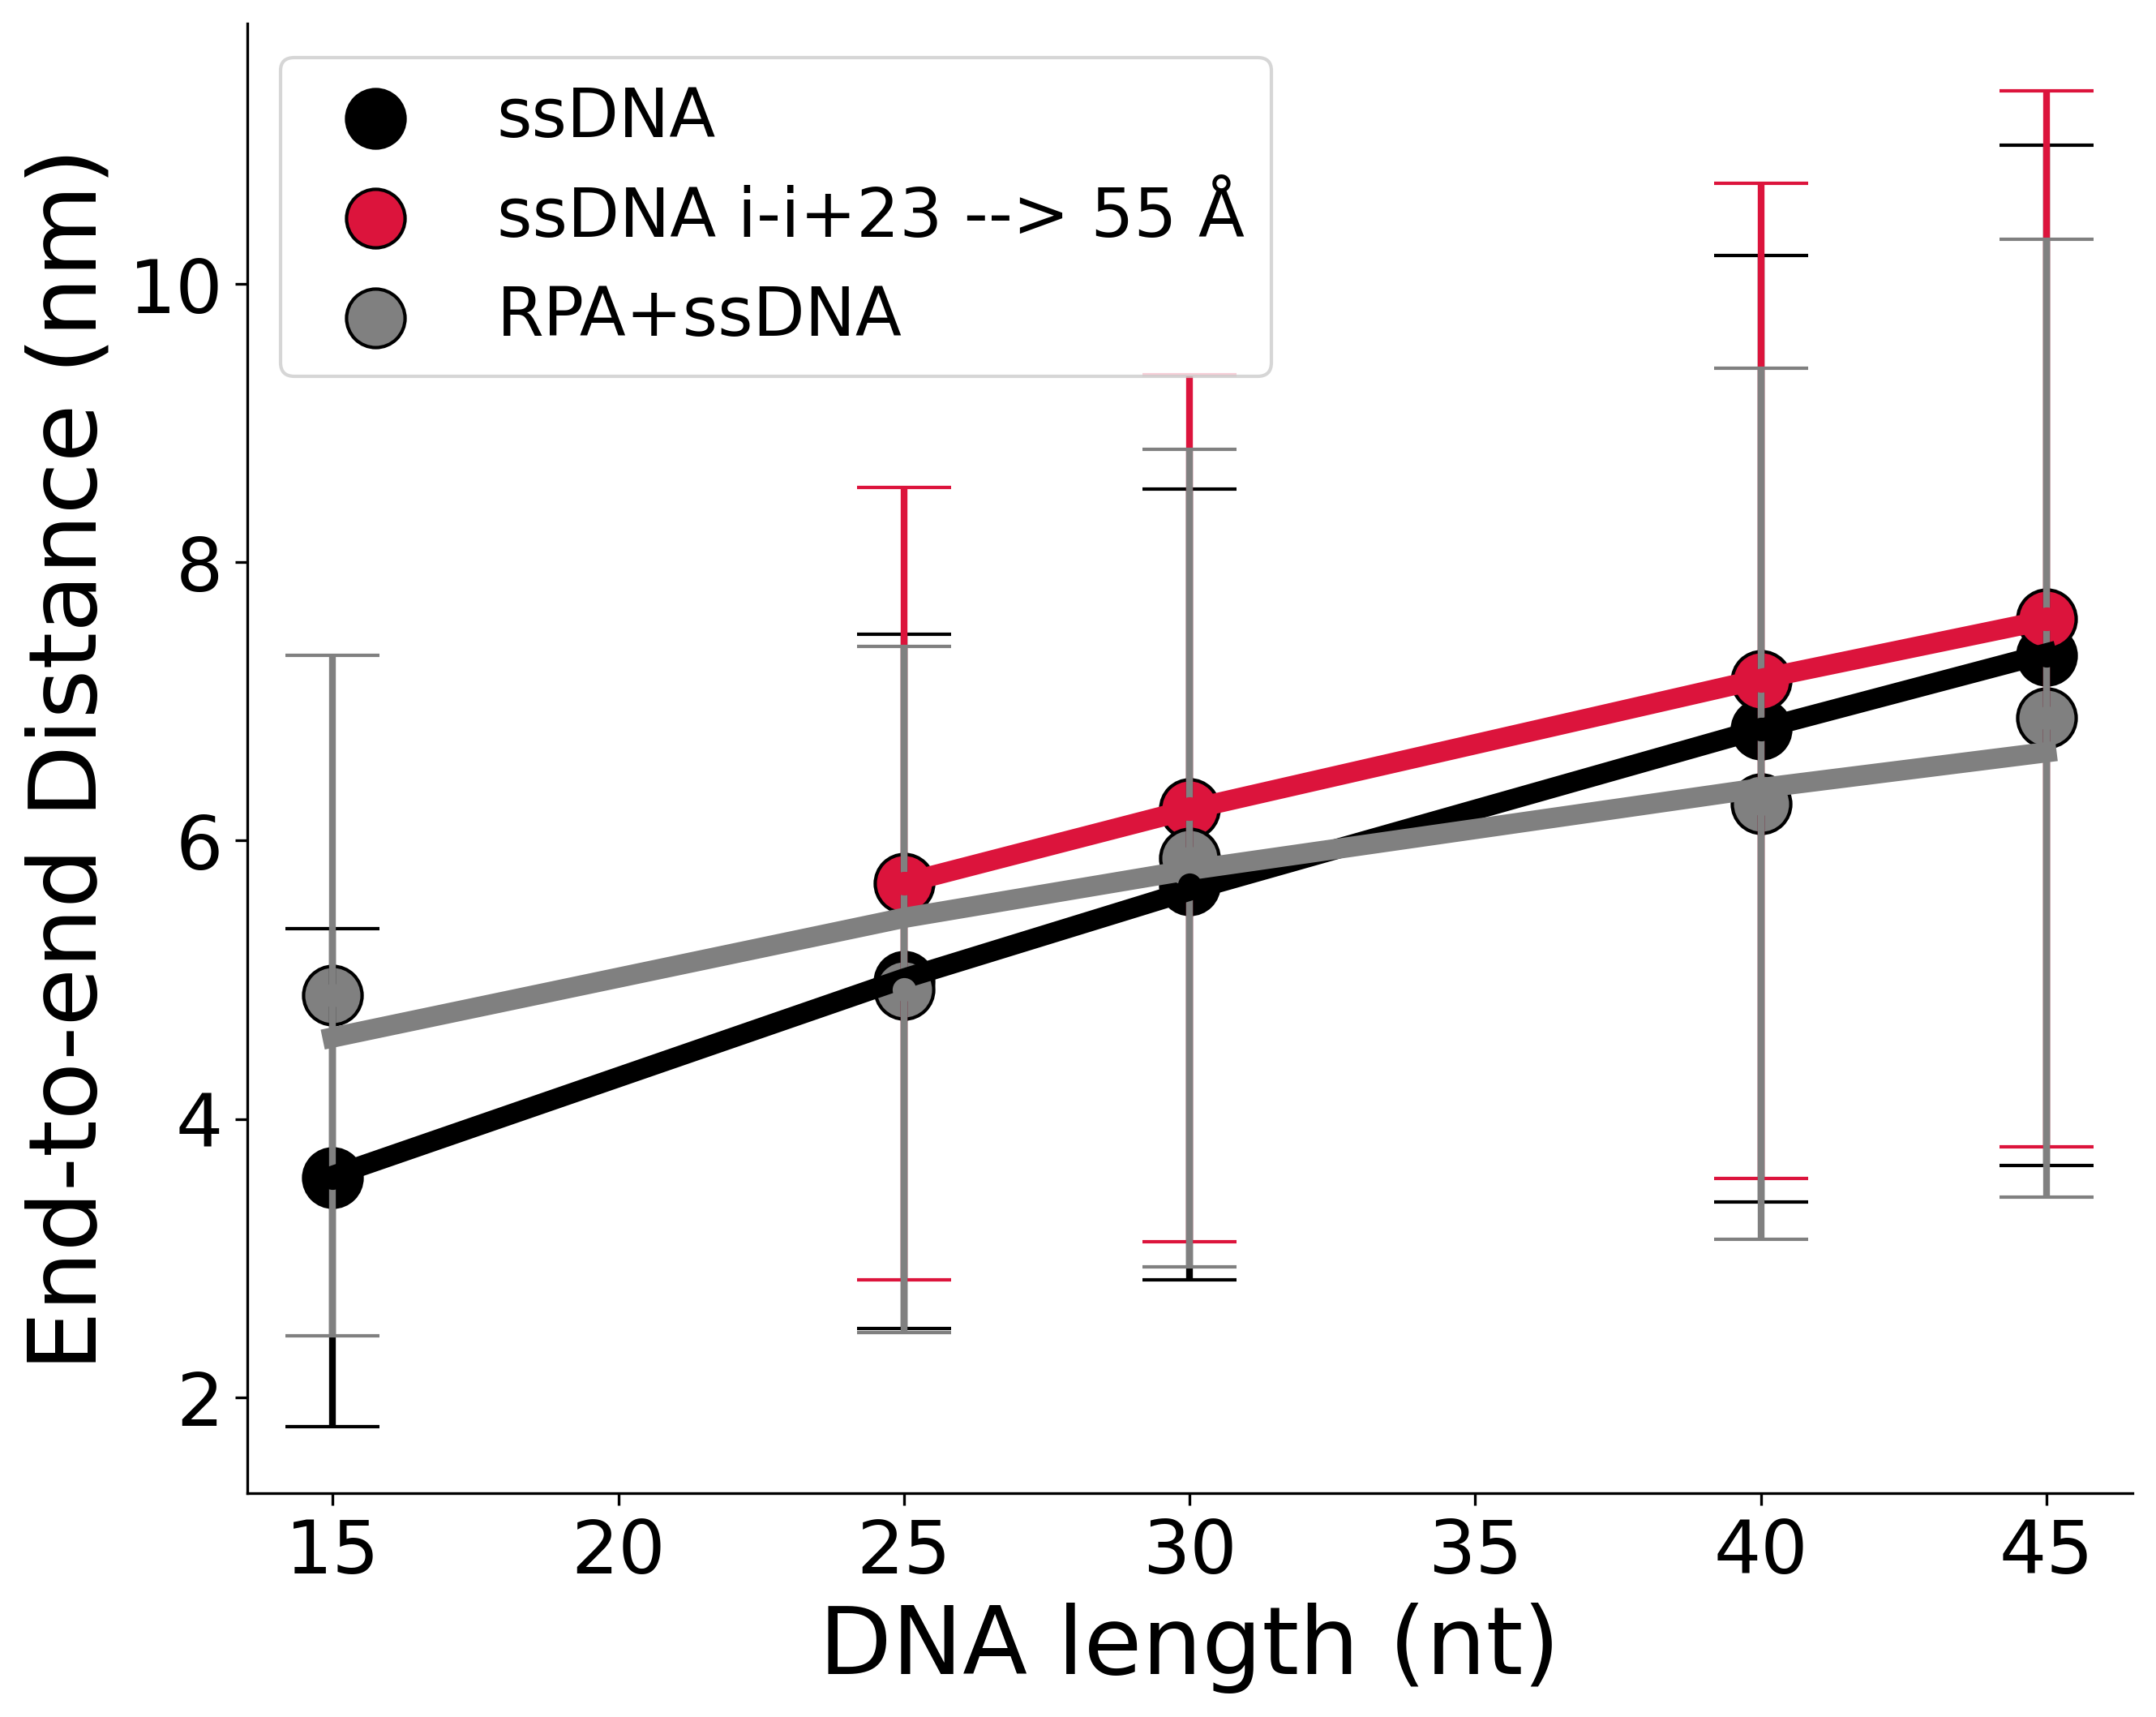 ssDNA
ssDNA i-i+23 --> 55 Å
RPA+ssDNA
End-to-end Distance (nm)
10
8
6
4
2
15 20 25 30 35 40 45
DNA length (nt)